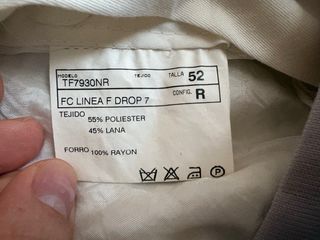 MODELO TEJIDO TALLA 52
TF7930NR
FC LINEA F DROP 7 CONFIG. R
TEJIDO
55% POLIESTER
45% LANA
FORRO 100% RAYON
P